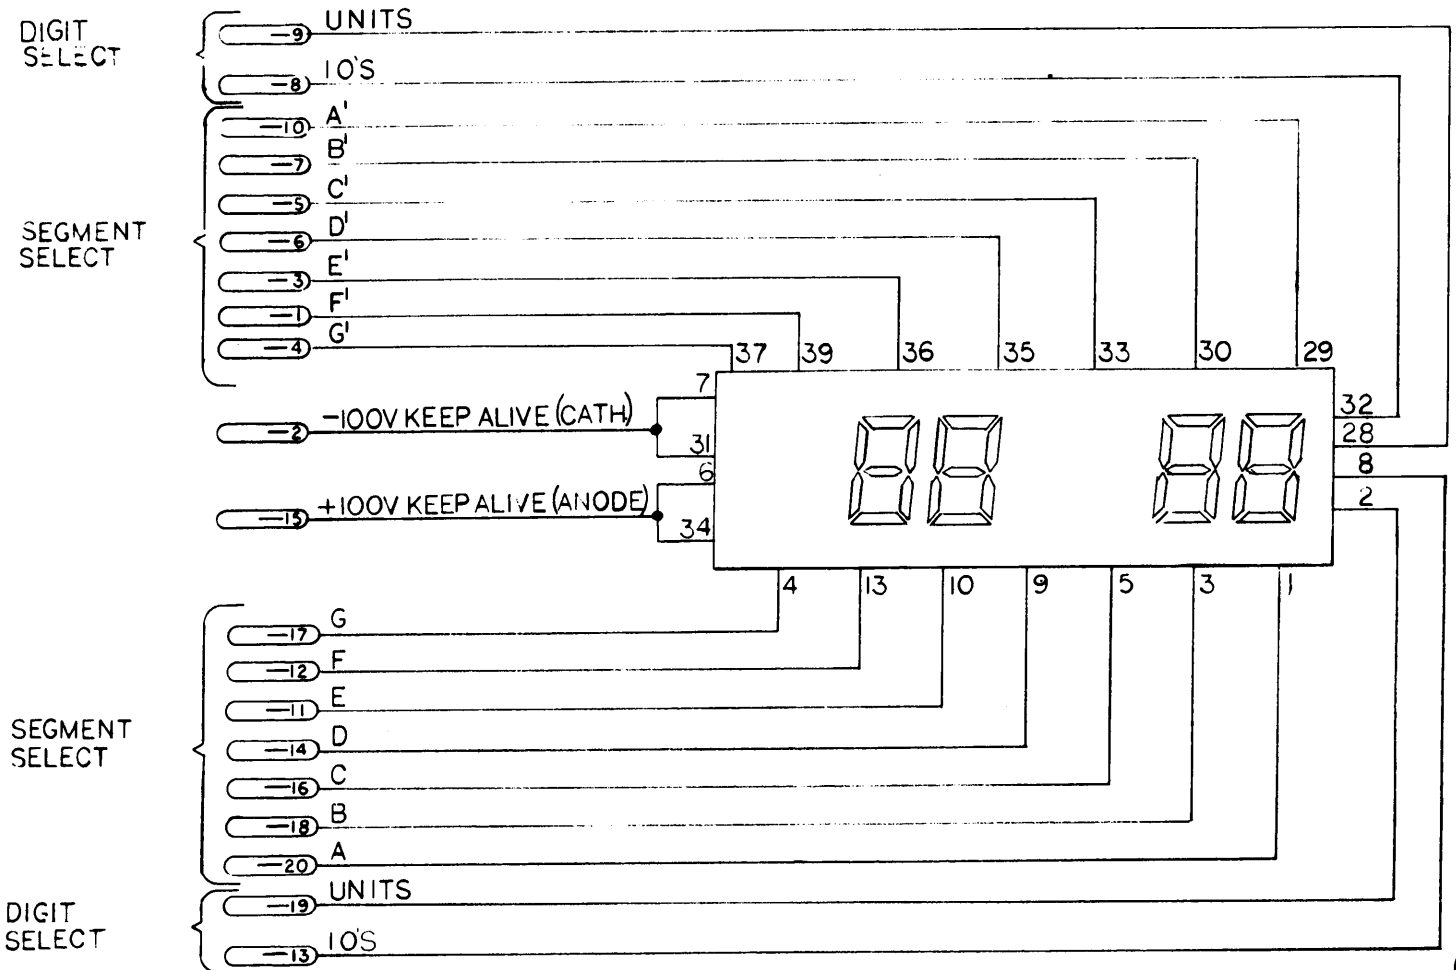 DIGIT
SELECT
-9 UNITS
-8 10'S
SEGMENT
SELECT
-10 A'
-7 B'
-5 C'
-6 D'
-3 E'
-1 F'
-4 G'
37 39 36 35 33 30 29
-2 -100V KEEP ALIVE (CATH)
7
31
-15 +100V KEEP ALIVE (ANODE)
6
34
32
28
8
2
4 13 10 9 5 3 1
SEGMENT
SELECT
-17 G
-12 F
-11 E
-14 D
-16 C
-18 B
-20 A
DIGIT
SELECT
-19 UNITS
-13 10'S